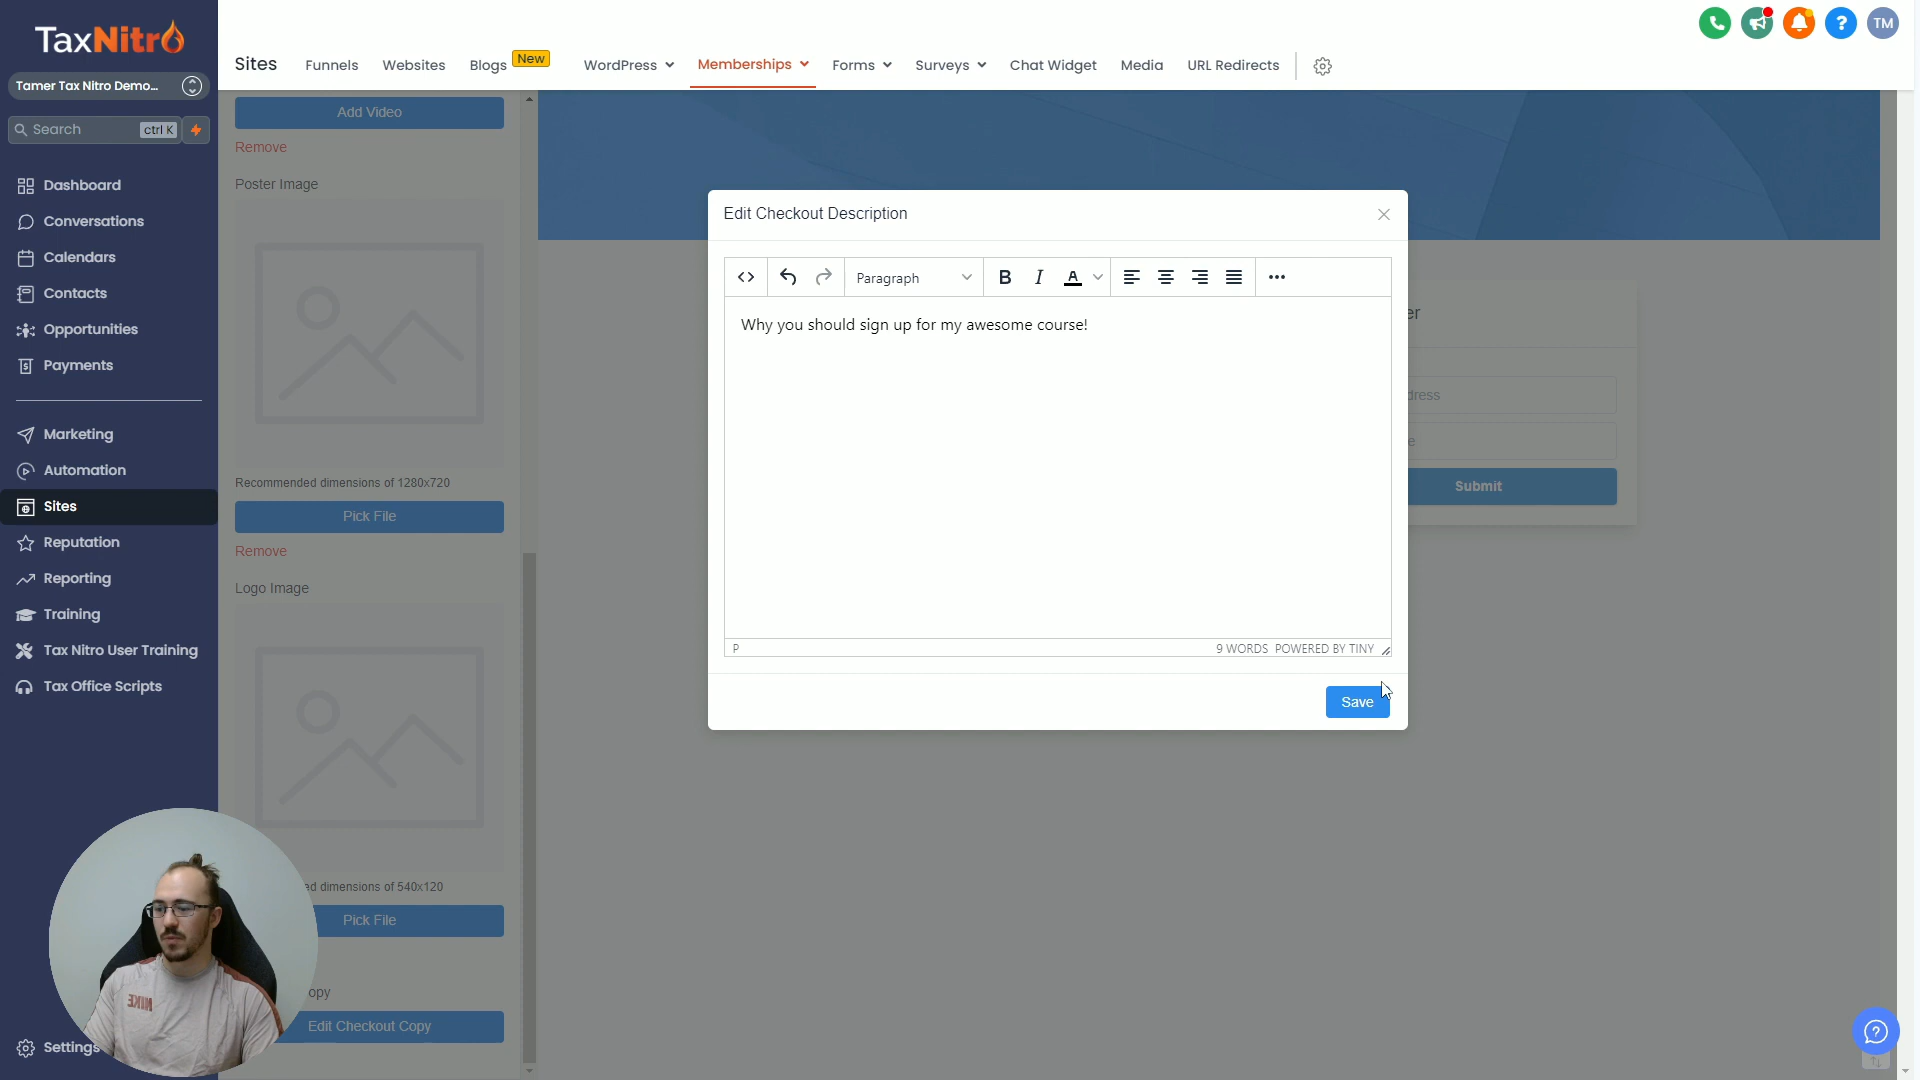 TaxNitro
Tamer Tax Nitro Demo...
Search
ctrl K
Dashboard
Conversations
Calendars
Contacts
Opportunities
Payments
Marketing
Automation
Sites
Reputation
Reporting
Training
Tax Nitro User Training
Tax Office Scripts
Settings
Sites
Funnels
Websites
Blogs
New
WordPress
Memberships
Forms
Surveys
Chat Widget
Media
URL Redirects
TM
Add Video
Remove
Poster Image
Recommended dimensions of 1280x720
Pick File
Remove
Logo Image
ed dimensions of 540x120
Pick File
opy
Edit Checkout Copy
Edit Checkout Description
Paragraph
B
I
A
Why you should sign up for my awesome course!
P
9 WORDS POWERED BY TINY
Save
er
dress
e
Submit
NIKE